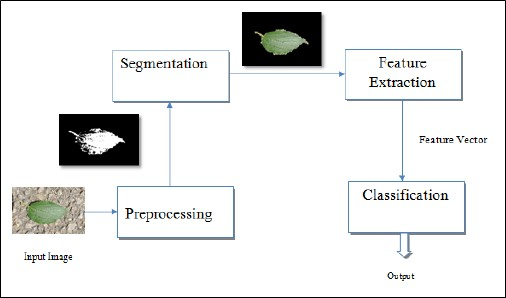 Segmentation
Feature
Extraction
Feature Vector
Preprocessing
Classification
Input Image
Output